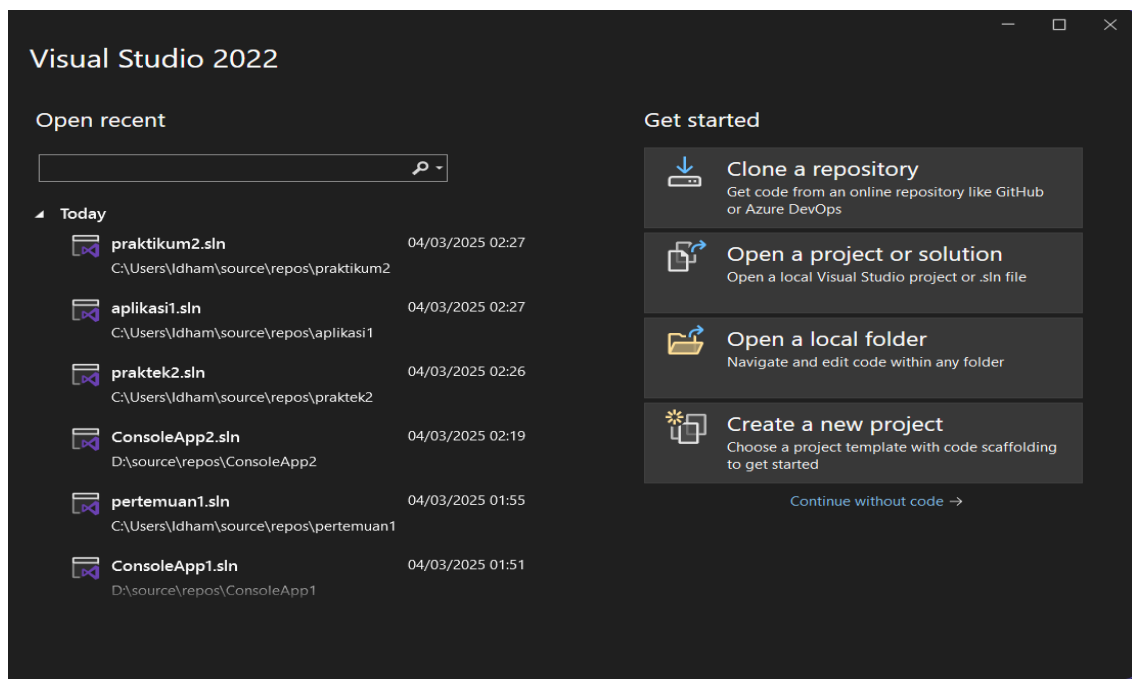 Visual Studio 2022
Open recent
Today
praktikum2.sln 04/03/2025 02:27
C:\Users\Idham\source\repos\praktikum2
aplikasi1.sln 04/03/2025 02:27
C:\Users\Idham\source\repos\aplikasi1
praktek2.sln 04/03/2025 02:26
C:\Users\Idham\source\repos\praktek2
ConsoleApp2.sln 04/03/2025 02:19
D:\source\repos\ConsoleApp2
pertemuan1.sln 04/03/2025 01:55
C:\Users\Idham\source\repos\pertemuan1
ConsoleApp1.sln 04/03/2025 01:51
D:\source\repos\ConsoleApp1
Get started
Clone a repository
Get code from an online repository like GitHub
or Azure DevOps
Open a project or solution
Open a local Visual Studio project or .sln file
Open a local folder
Navigate and edit code within any folder
Create a new project
Choose a project template with code scaffolding
to get started
Continue without code →